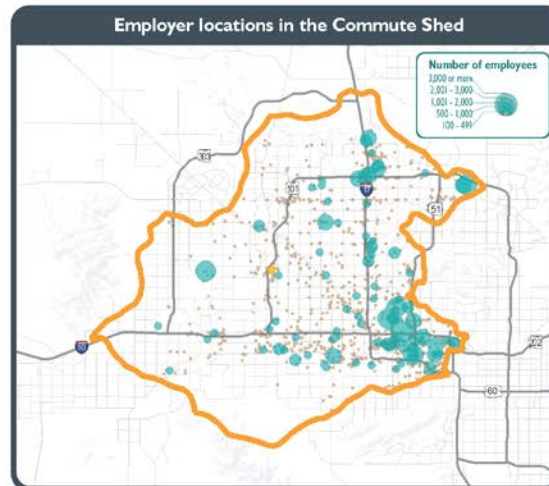 Employer locations in the Commute Shed
Number of employees
3,000 or more
2,001 - 3,000
1,001 - 2,000
500 - 1,000
100 - 499
303
101
17
51
10
202
60